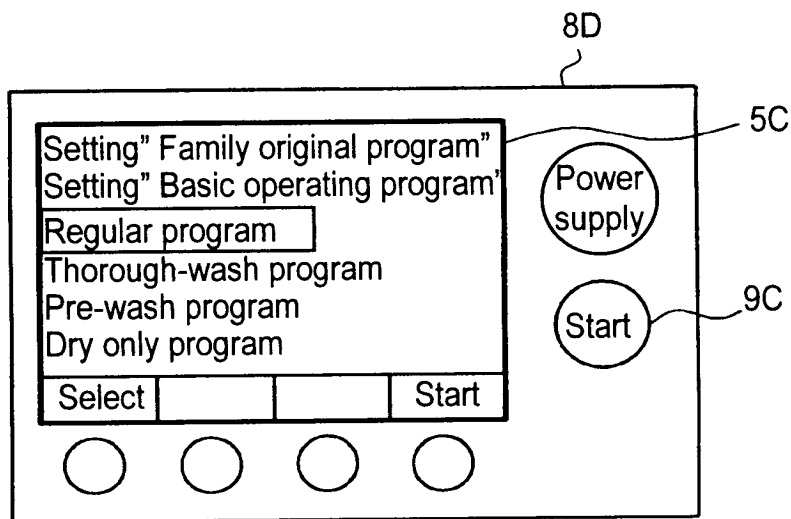 8D
5C
Setting" Family original program"
Setting" Basic operating program"
Regular program
Thorough-wash program
Pre-wash program
Dry only program
Select
Start
Power
supply
Start
9C